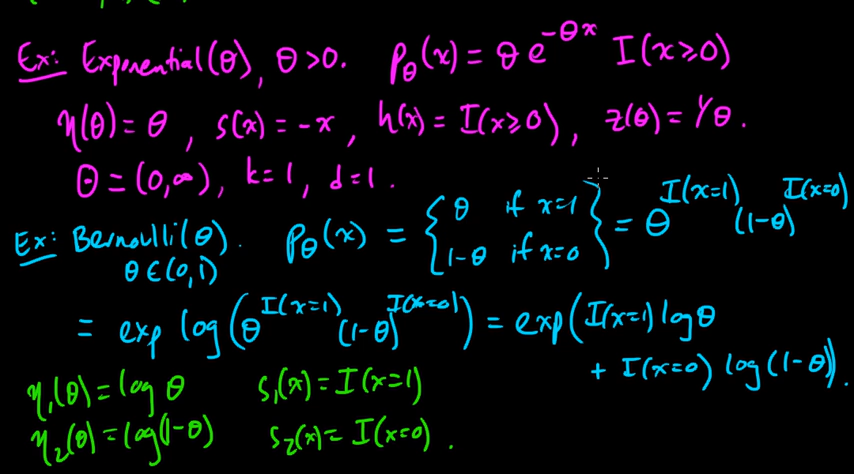 Ex: Exponential(θ), θ>0. p_θ(x) = θ e^{-θx} I(x≥0)
η(θ) = θ, s(x) = -x, h(x) = I(x≥0), z(θ) = 1/θ.
Θ = (0,∞), k=1, d=1.
Ex: Bernoulli(θ). p_θ(x) = { θ if x=1
θ∈(0,1) 1-θ if x=0 } = θ^{I(x=1)} (1-θ)^{I(x=0)}
= exp log(θ^{I(x=1)} (1-θ)^{I(x=0)}) = exp(I(x=1) log θ
+ I(x=0) log(1-θ)).
η₁(θ) = log θ s₁(x) = I(x=1)
η₂(θ) = log(1-θ) s₂(x) = I(x=0).